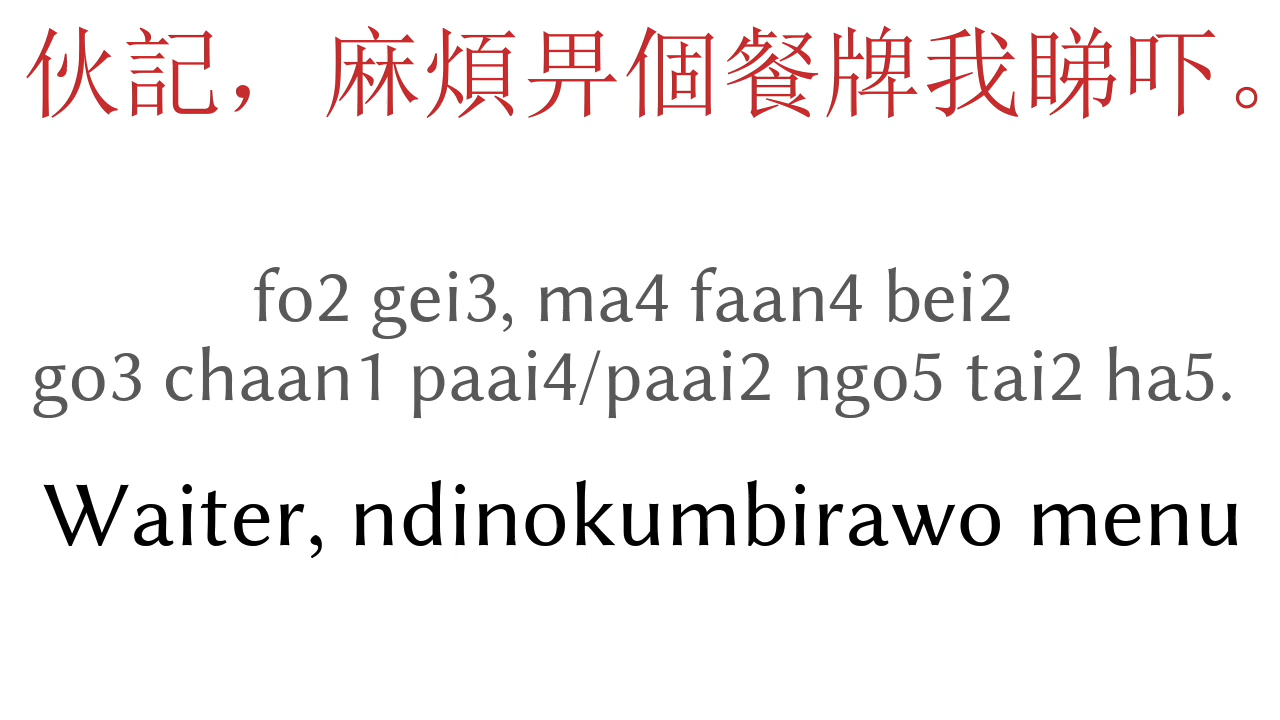 伙記，麻煩畀個餐牌我睇吓。
fo2 gei3, ma4 faan4 bei2
go3 chaan1 paai4/paai2 ngo5 tai2 ha5.
Waiter, ndinokumbirawo menu